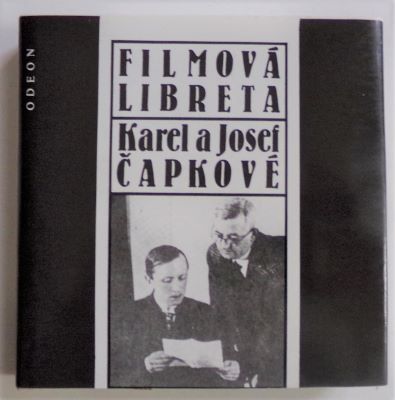 ODEON
FILMOVÁ
LIBRETA
Karel a Josef
ČAPKOVÉ